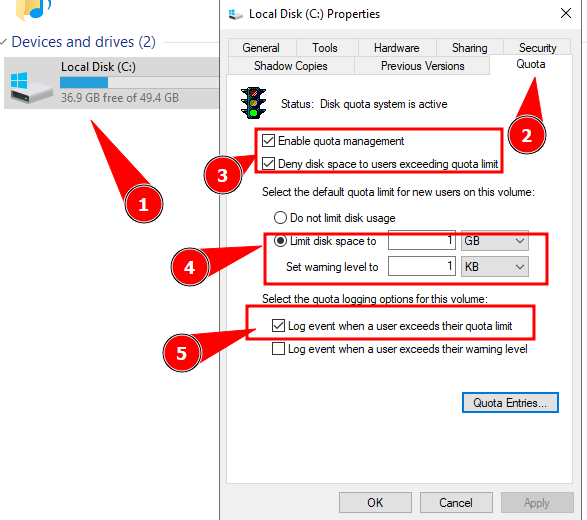 Devices and drives (2)
Local Disk (C:)
36.9 GB free of 49.4 GB
1
Local Disk (C:) Properties
General Tools Hardware Sharing Security
Shadow Copies Previous Versions Quota
Status: Disk quota system is active
2
Enable quota management
Deny disk space to users exceeding quota limit
3
Select the default quota limit for new users on this volume:
Do not limit disk usage
Limit disk space to 1 GB
4
Set warning level to 1 KB
Select the quota logging options for this volume:
Log event when a user exceeds their quota limit
5
Log event when a user exceeds their warning level
Quota Entries...
OK Cancel Apply